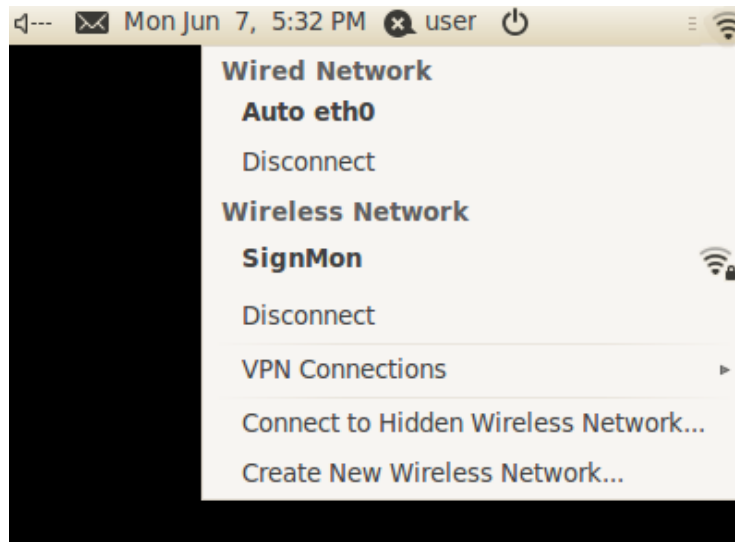 Mon Jun 7, 5:32 PM user
Wired Network
Auto eth0
Disconnect
Wireless Network
SignMon
Disconnect
VPN Connections
Connect to Hidden Wireless Network...
Create New Wireless Network...